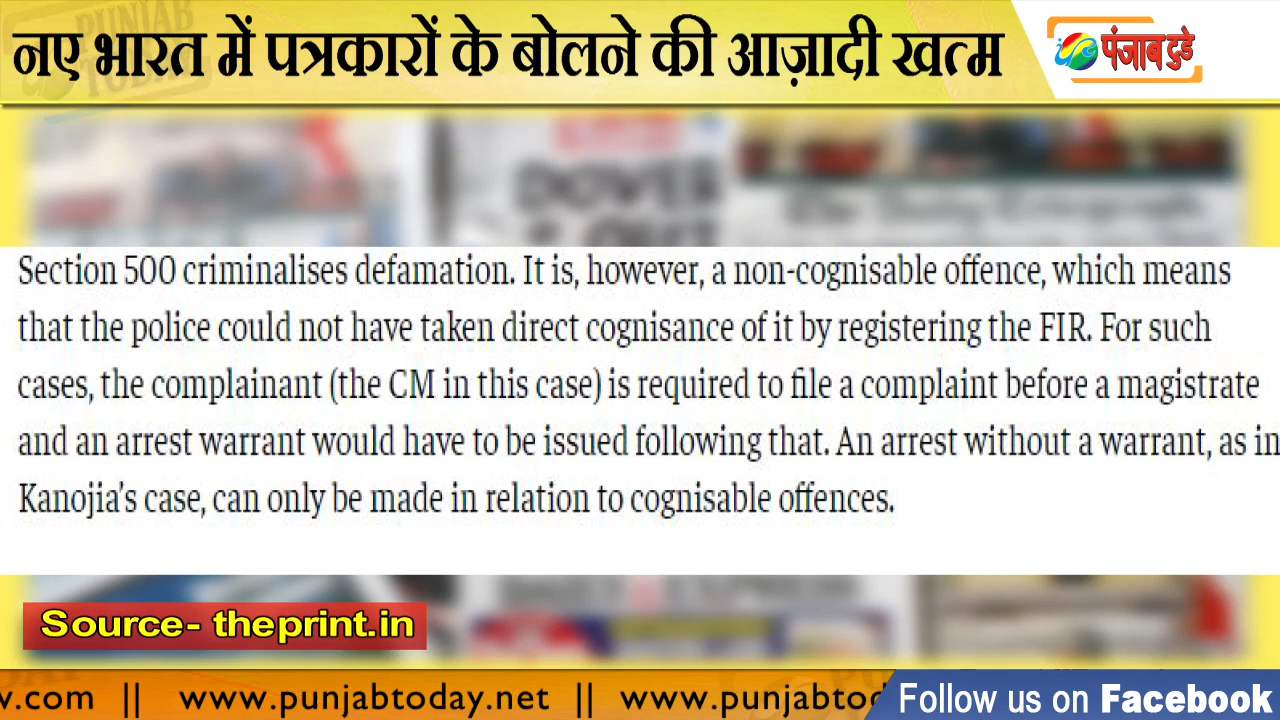 नए भारत में पत्रकारों के बोलने की आज़ादी खत्म
पंजाब टुडे
Section 500 criminalises defamation. It is, however, a non-cognisable offence, which means
that the police could not have taken direct cognisance of it by registering the FIR. For such
cases, the complainant (the CM in this case) is required to file a complaint before a magistrate
and an arrest warrant would have to be issued following that. An arrest without a warrant, as in
Kanojia's case, can only be made in relation to cognisable offences.
Source- theprint.in
v.com || www.punjabtoday.net || www.punjabtod
Follow us on Facebook